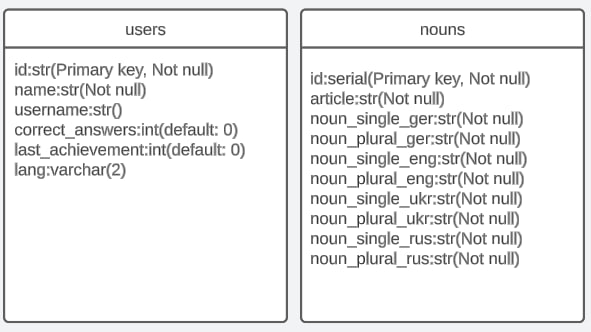 users
id:str(Primary key, Not null)
name:str(Not null)
username:str()
correct_answers:int(default: 0)
last_achievement:int(default: 0)
lang:varchar(2)
nouns
id:serial(Primary key, Not null)
article:str(Not null)
noun_single_ger:str(Not null)
noun_plural_ger:str(Not null)
noun_single_eng:str(Not null)
noun_plural_eng:str(Not null)
noun_single_ukr:str(Not null)
noun_plural_ukr:str(Not null)
noun_single_rus:str(Not null)
noun_plural_rus:str(Not null)